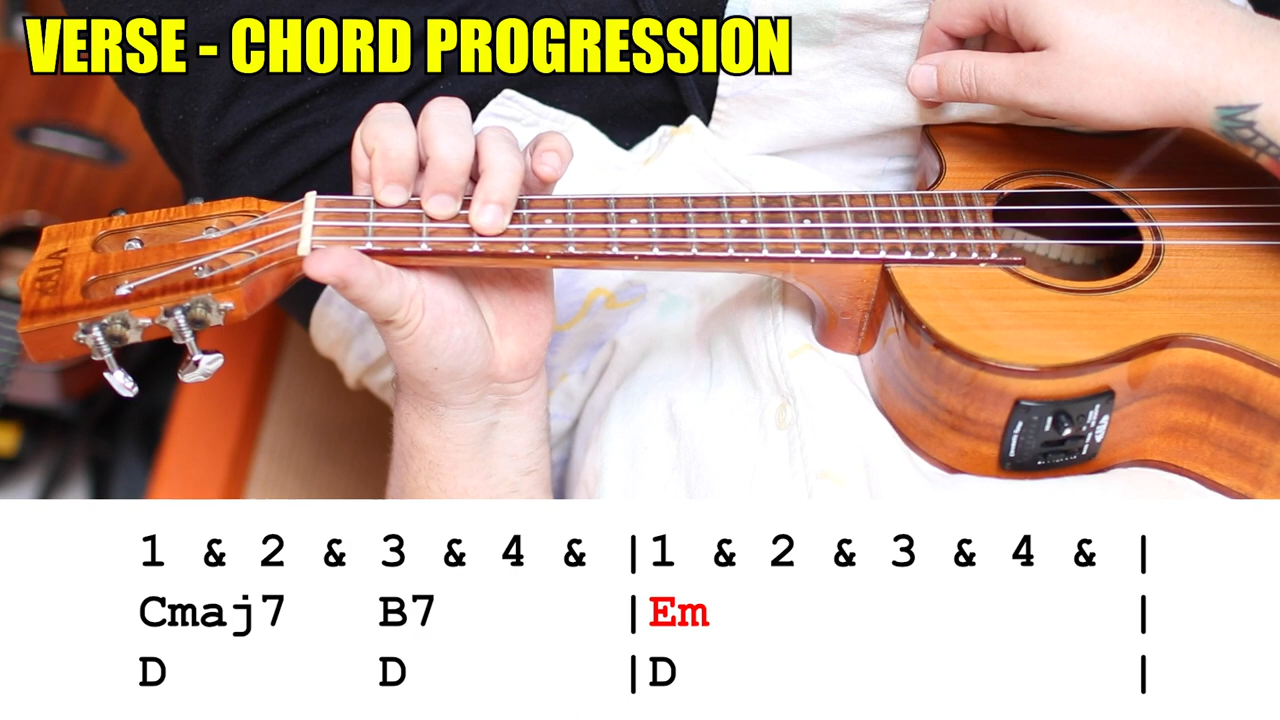 VERSE - CHORD PROGRESSION
1 & 2 & 3 & 4 & |1 & 2 & 3 & 4 & |
Cmaj7 B7 |Em |
D D |D |